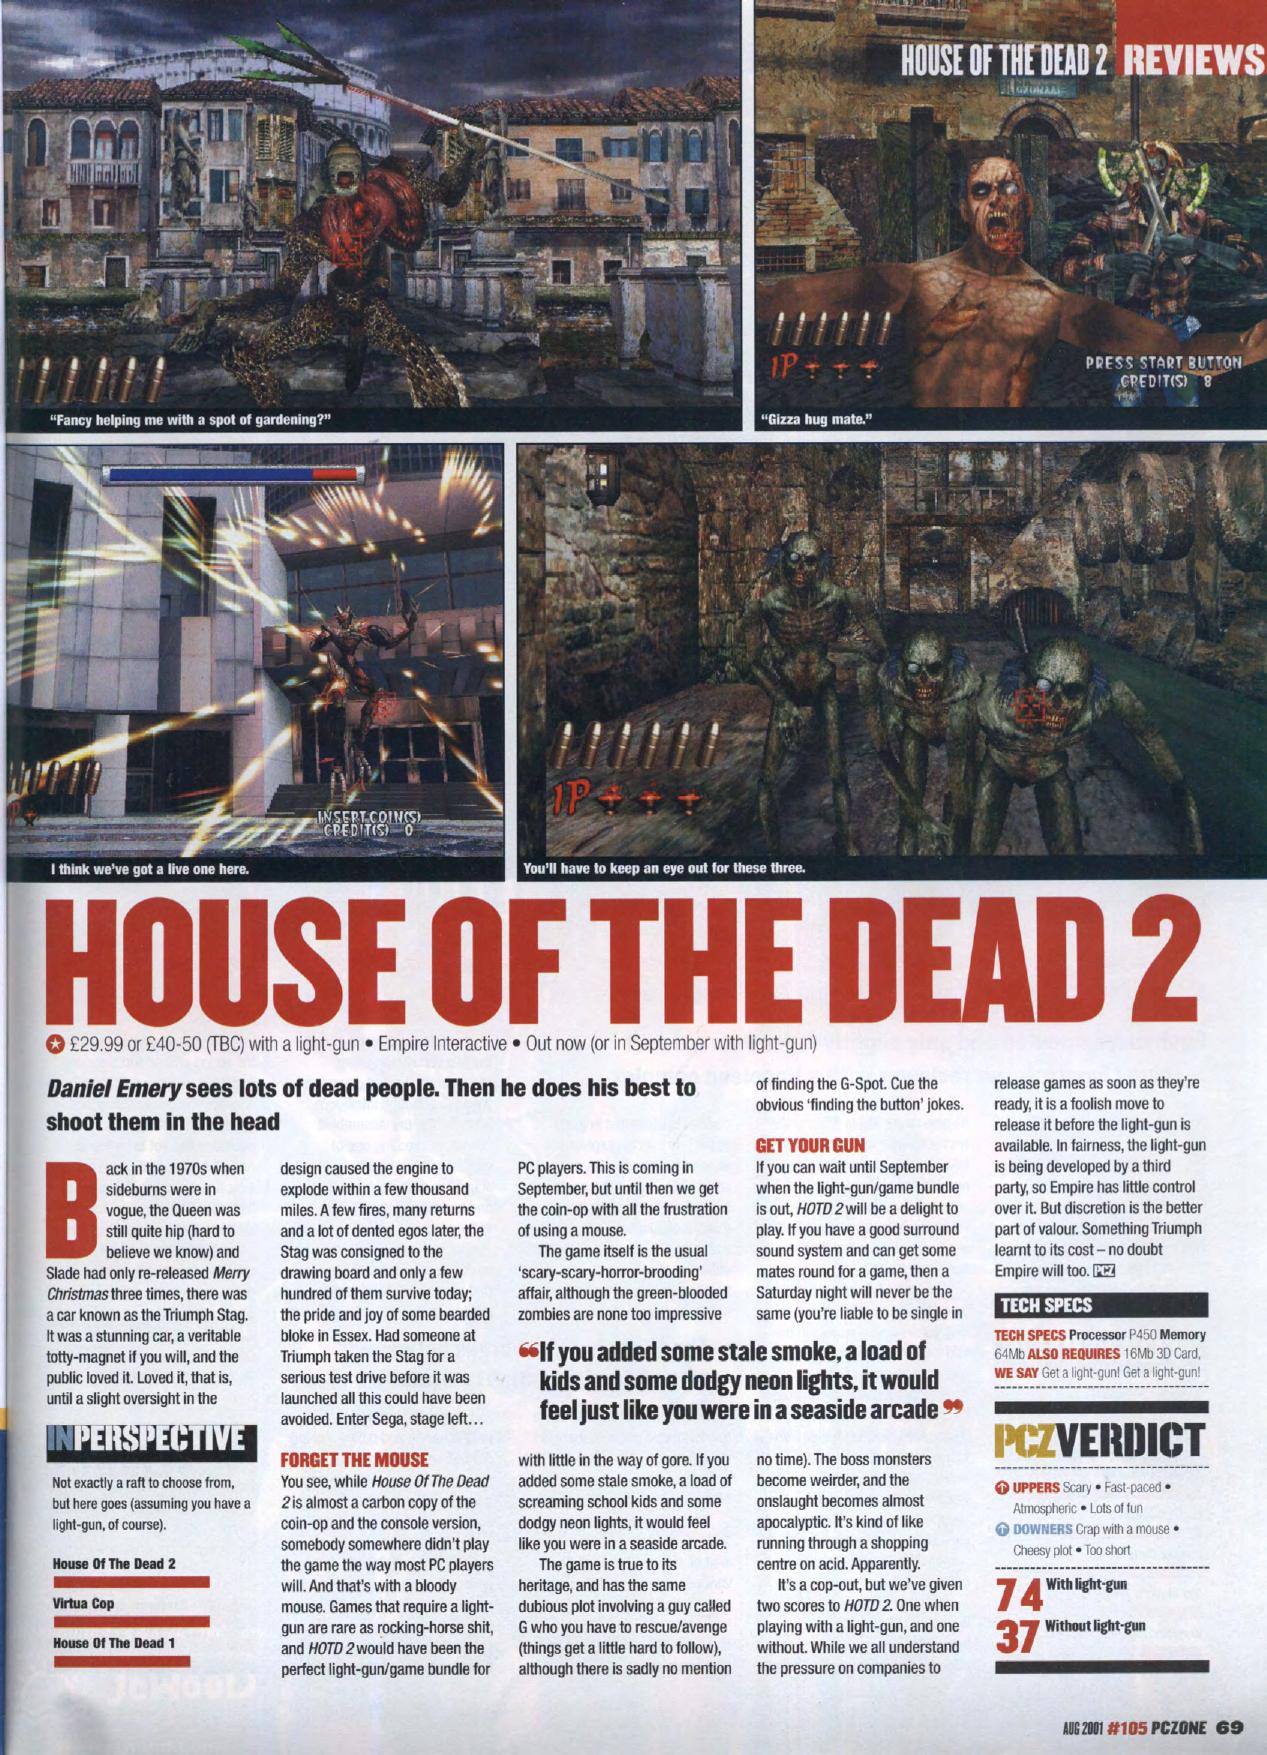 HOUSE OF THE DEAD 2 REVIEWS
1P
PRESS START BUTTON
CREDIT(S) 8
"Fancy helping me with a spot of gardening?"
"Gizza hug mate."
INSERT COIN(S)
CREDIT(S) 0
1P
I think we've got a live one here.
You'll have to keep an eye out for these three.
HOUSE OF THE DEAD 2
£29.99 or £40-50 (TBC) with a light-gun • Empire Interactive • Out now (or in September with light-gun)
Daniel Emery sees lots of dead people. Then he does his best to
shoot them in the head
Back in the 1970s when
sideburns were in
vogue, the Queen was
still quite hip (hard to
believe we know) and
Slade had only re-released Merry
Christmas three times, there was
a car known as the Triumph Stag.
It was a stunning car, a veritable
totty-magnet if you will, and the
public loved it. Loved it, that is,
until a slight oversight in the
design caused the engine to
explode within a few thousand
miles. A few fires, many returns
and a lot of dented egos later, the
Stag was consigned to the
drawing board and only a few
hundred of them survive today;
the pride and joy of some bearded
bloke in Essex. Had someone at
Triumph taken the Stag for a
serious test drive before it was
launched all this could have been
avoided. Enter Sega, stage left...
FORGET THE MOUSE
You see, while House Of The Dead
2 is almost a carbon copy of the
coin-op and the console version,
somebody somewhere didn't play
the game the way most PC players
will. And that's with a bloody
mouse. Games that require a light-
gun are rare as rocking-horse shit,
and HOTD 2 would have been the
perfect light-gun/game bundle for
PC players. This is coming in
September, but until then we get
the coin-op with all the frustration
of using a mouse.
The game itself is the usual
'scary-scary-horror-brooding'
affair, although the green-blooded
zombies are none too impressive
with little in the way of gore. If you
added some stale smoke, a load of
screaming school kids and some
dodgy neon lights, it would feel
like you were in a seaside arcade.
The game is true to its
heritage, and has the same
dubious plot involving a guy called
G who you have to rescue/avenge
(things get a little hard to follow),
although there is sadly no mention
of finding the G-Spot. Cue the
obvious 'finding the button' jokes.
GET YOUR GUN
If you can wait until September
when the light-gun/game bundle
is out, HOTD 2 will be a delight to
play. If you have a good surround
sound system and can get some
mates round for a game, then a
Saturday night will never be the
same (you're liable to be single in
no time). The boss monsters
become weirder, and the
onslaught becomes almost
apocalyptic. It's kind of like
running through a shopping
centre on acid. Apparently.
It's a cop-out, but we've given
two scores to HOTD 2. One when
playing with a light-gun, and one
without. While we all understand
the pressure on companies to
release games as soon as they're
ready, it is a foolish move to
release it before the light-gun is
available. In fairness, the light-gun
is being developed by a third
party, so Empire has little control
over it. But discretion is the better
part of valour. Something Triumph
learnt to its cost – no doubt
Empire will too. PCZ
“If you added some stale smoke, a load of
kids and some dodgy neon lights, it would
feel just like you were in a seaside arcade”
INPERSPECTIVE
Not exactly a raft to choose from,
but here goes (assuming you have a
light-gun, of course).
House Of The Dead 2
Virtua Cop
House Of The Dead 1
TECH SPECS
TECH SPECS Processor P450 Memory
64Mb ALSO REQUIRES 16Mb 3D Card,
WE SAY Get a light-gun! Get a light-gun!
PCZVERDICT
UPPERS Scary • Fast-paced •
Atmospheric • Lots of fun
DOWNERS Crap with a mouse •
Cheesy plot • Too short
74 With light-gun
37 Without light-gun
AUG 2001 #105 PCZONE 69